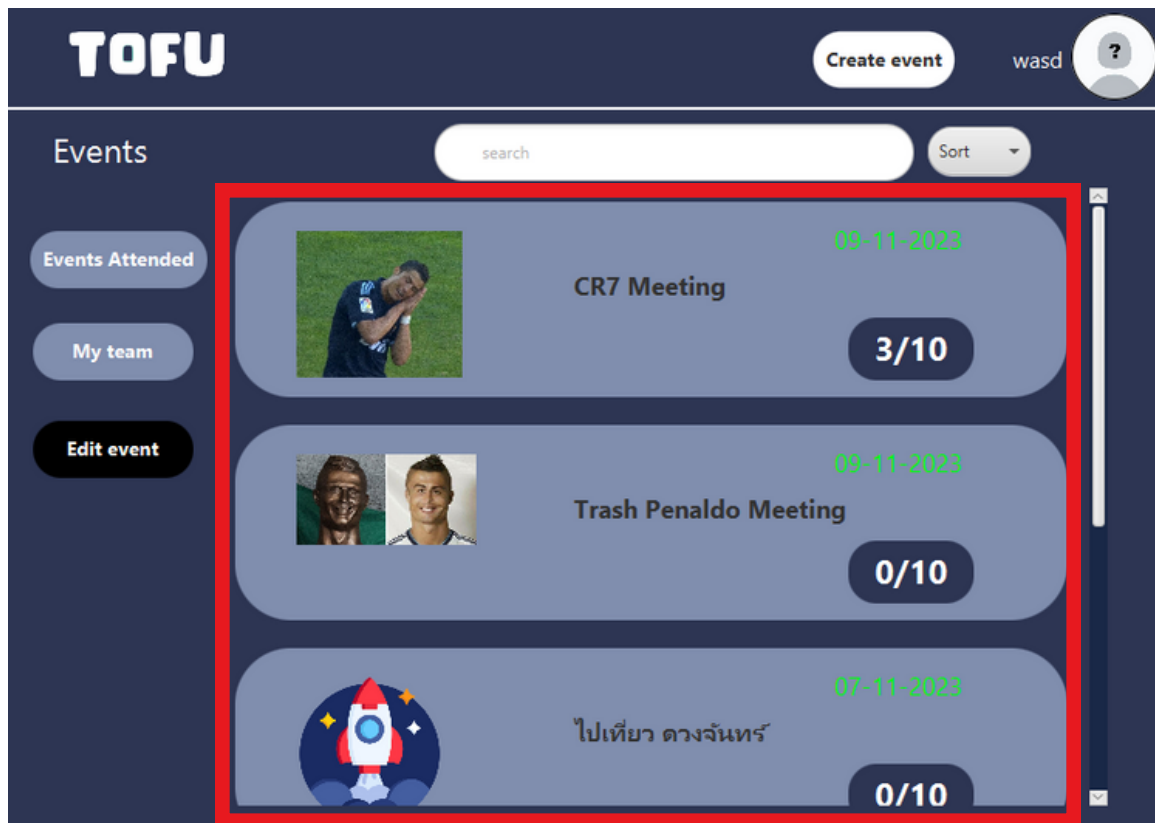 TOFU
Create event
wasd
?
Events
search
Sort
Events Attended
My team
Edit event
09-11-2023
CR7 Meeting
3/10
09-11-2023
Trash Penaldo Meeting
0/10
07-11-2023
ไปเที่ยว ดวงจันทร์
0/10